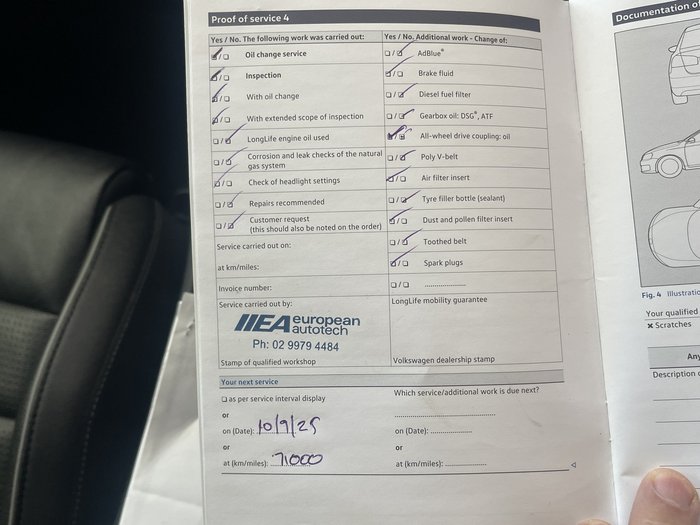 Proof of service 4
Documentation o
Yes / No. The following work was carried out:
Oil change service
Inspection
With oil change
With extended scope of inspection
LongLife engine oil used
Corrosion and leak checks of the natural
gas system
Check of headlight settings
Repairs recommended
Customer request
(this should also be noted on the order)
Service carried out on:
at km/miles:
Invoice number:
Service carried out by:
EA european
autotech
Ph: 02 9979 4484
Stamp of qualified workshop
Yes / No. Additional work - Change of:
AdBlue®
Brake fluid
Diesel fuel filter
Gearbox oil: DSG®, ATF
All-wheel drive coupling: oil
Poly V-belt
Air filter insert
Tyre filler bottle (sealant)
Dust and pollen filter insert
Toothed belt
Spark plugs
LongLife mobility guarantee
Volkswagen dealership stamp
Your next service
as per service interval display
or
on (Date): 10/9/25
or
at (km/miles): 71000
Which service/additional work is due next?
on (Date):
or
at (km/miles):
Fig. 4 Illustratio
Your qualified
Scratches
Any
Description o